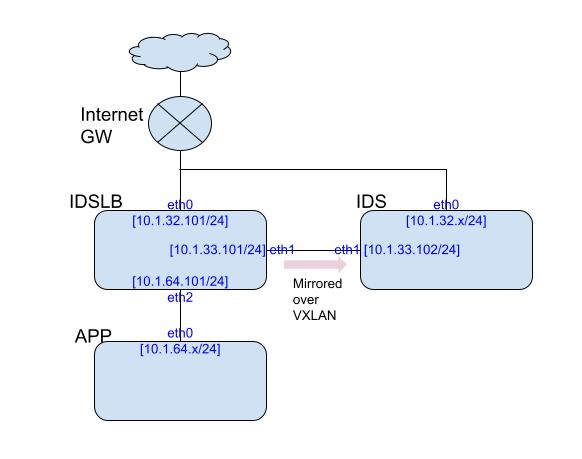 Internet
GW
IDSLB
IDS
eth0
eth0
[10.1.32.101/24]
[10.1.32.x/24]
[10.1.33.101/24] eth1
eth1 [10.1.33.102/24]
[10.1.64.101/24]
Mirrored
over
VXLAN
eth2
APP
eth0
[10.1.64.x/24]